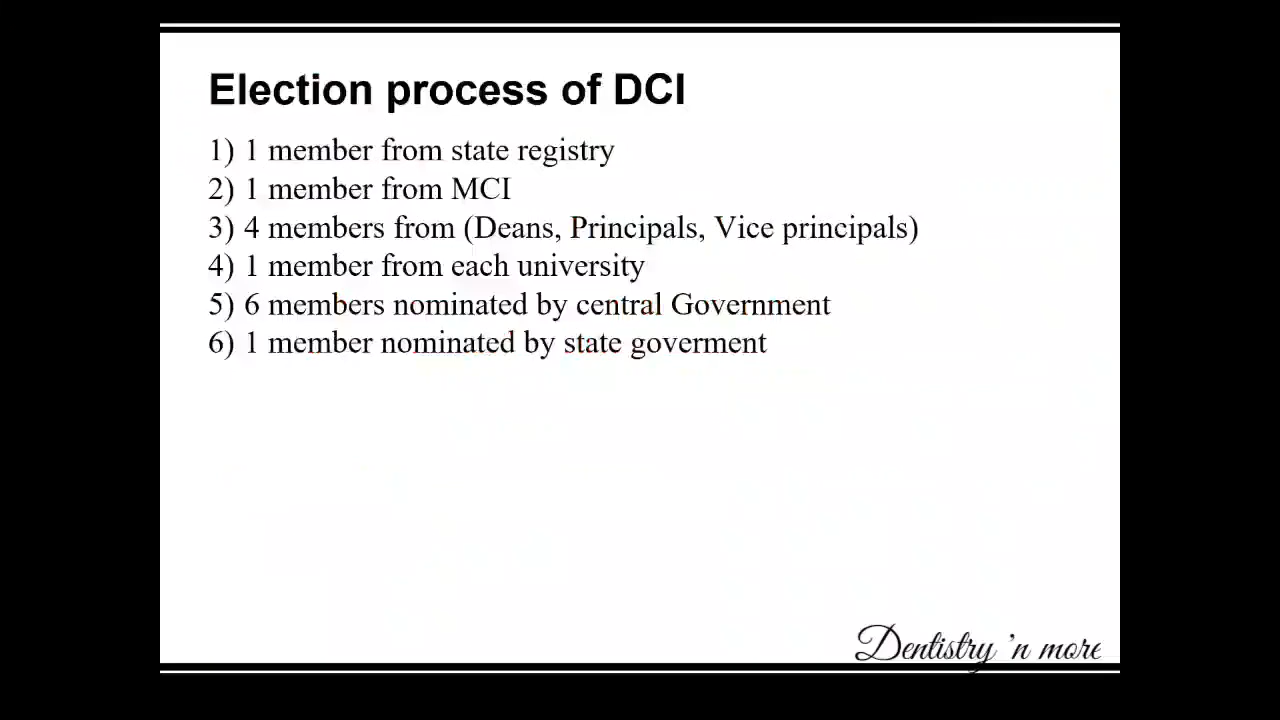 Election process of DCI
1) 1 member from state registry
2) 1 member from MCI
3) 4 members from (Deans, Principals, Vice principals)
4) 1 member from each university
5) 6 members nominated by central Government
6) 1 member nominated by state goverment
Dentistry 'n more